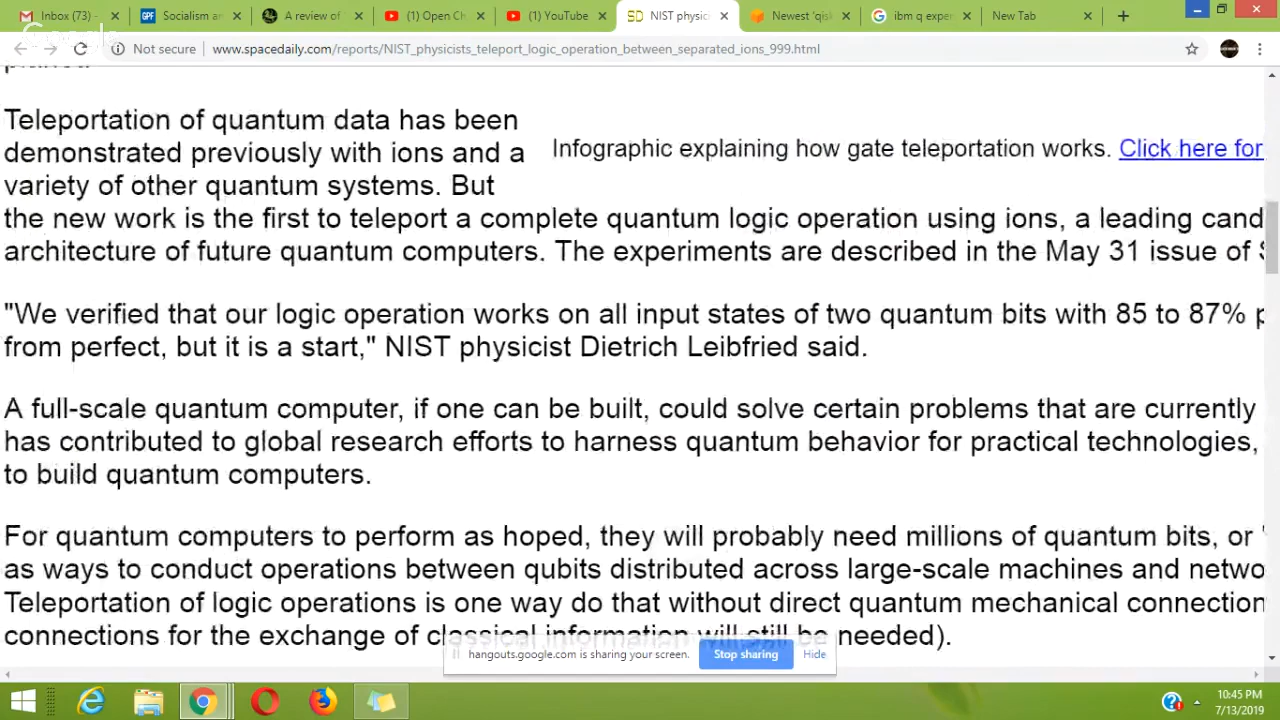 Inbox (73) -
Socialism ar
A review of
(1) Open Ch
(1) YouTube
NIST physic
Newest 'qisk
ibm q exper
New Tab
Not secure
www.spacedaily.com/reports/NIST_physicists_teleport_logic_operation_between_separated_ions_999.html
Teleportation of quantum data has been
demonstrated previously with ions and a
variety of other quantum systems. But
Infographic explaining how gate teleportation works. Click here for
the new work is the first to teleport a complete quantum logic operation using ions, a leading cand
architecture of future quantum computers. The experiments are described in the May 31 issue of
"We verified that our logic operation works on all input states of two quantum bits with 85 to 87% p
from perfect, but it is a start," NIST physicist Dietrich Leibfried said.
A full-scale quantum computer, if one can be built, could solve certain problems that are currently
has contributed to global research efforts to harness quantum behavior for practical technologies,
to build quantum computers.
For quantum computers to perform as hoped, they will probably need millions of quantum bits, or "
as ways to conduct operations between qubits distributed across large-scale machines and netwo
Teleportation of logic operations is one way do that without direct quantum mechanical connection
connections for the exchange of classical information will still be needed).
hangouts.google.com is sharing your screen.
Stop sharing
Hide
10:45 PM
7/13/2019